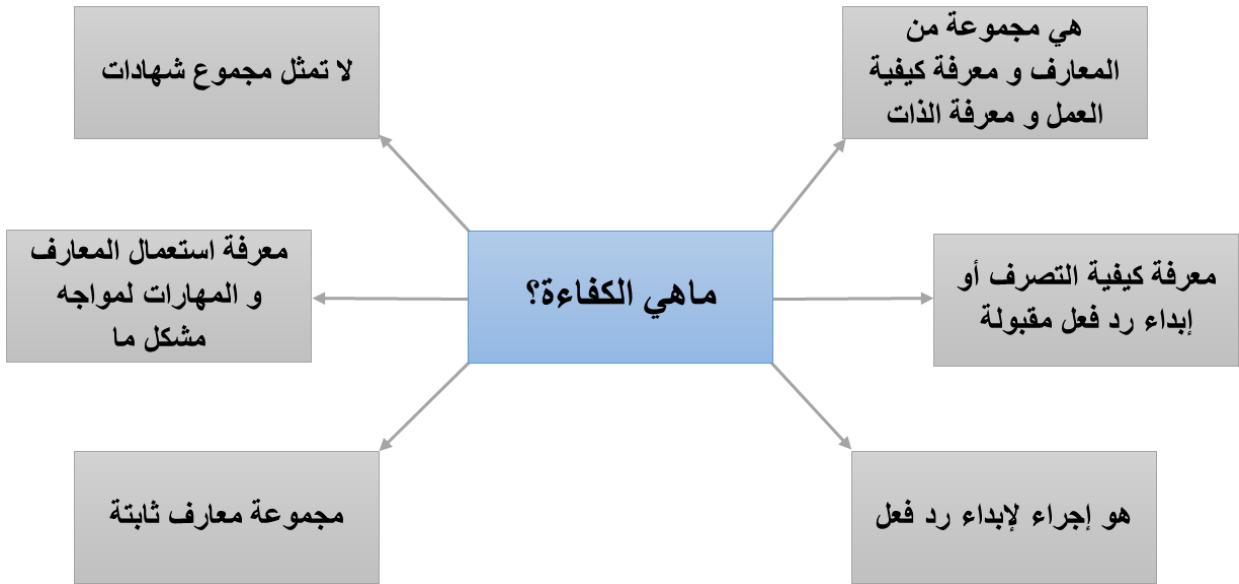 هي مجموعة من
المعارف و معرفة كيفية
العمل و معرفة الذات
لا تمثل مجموع شهادات
ماهي الكفاءة؟
معرفة كيفية التصرف أو
إبداء رد فعل مقبولة
معرفة استعمال المعارف
و المهارات لمواجه
مشكل ما
هو إجراء لإبداء رد فعل
مجموعة معارف ثابتة